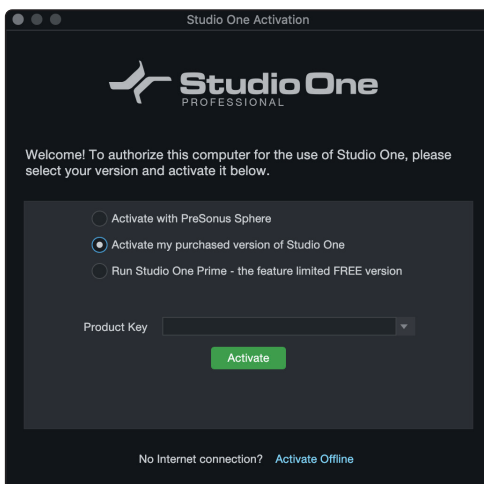 Studio One Activation
Studio One
PROFESSIONAL
Welcome! To authorize this computer for the use of Studio One, please
select your version and activate it below.
Activate with PreSonus Sphere
Activate my purchased version of Studio One
Run Studio One Prime - the feature limited FREE version
Product Key
Activate
No Internet connection? Activate Offline